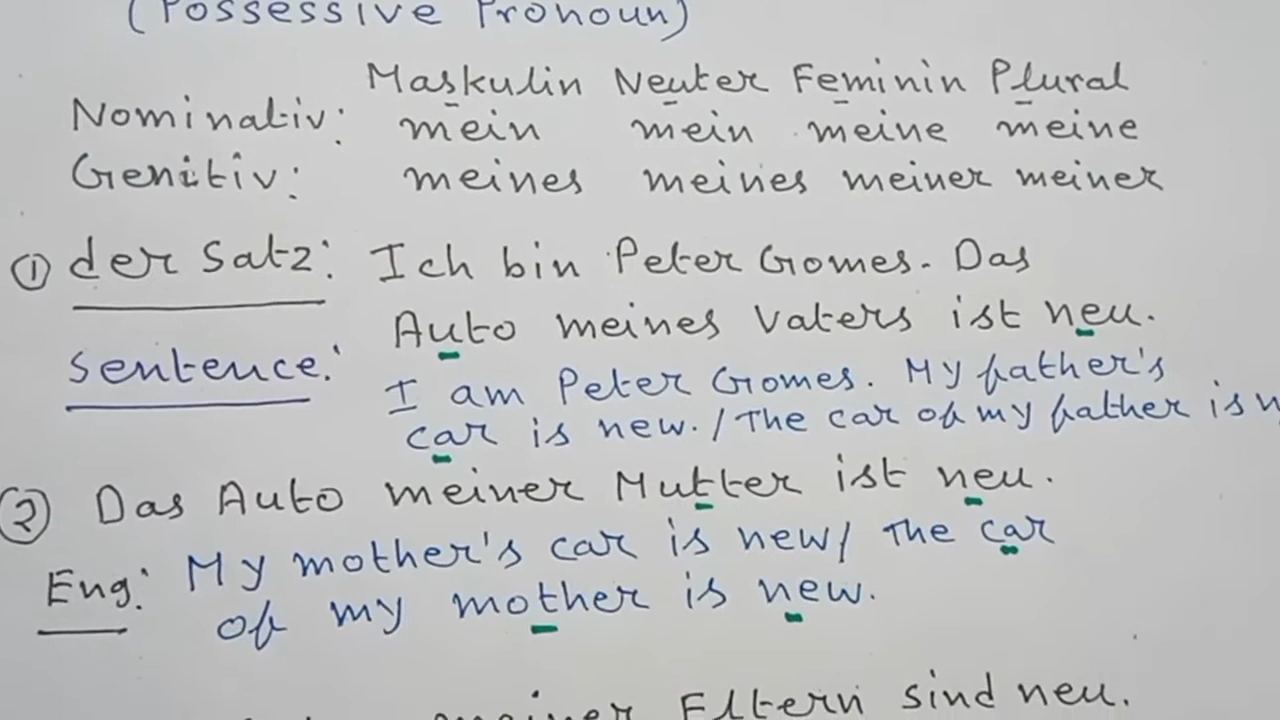 (Possessive Pronoun)
Maskulin Neuter Feminin Plural
Nominativ: mein mein meine meine
Genitiv: meines meines meiner meiner
① der Satz: Ich bin Peter Gomes. Das
Auto meines Vaters ist neu.
Sentence: I am Peter Gomes. My father's
car is new. / The car of my father is
② Das Auto meiner Mutter ist neu.
Eng: My mother's car is new/ The car
of my mother is new.
meiner Eltern sind neu.